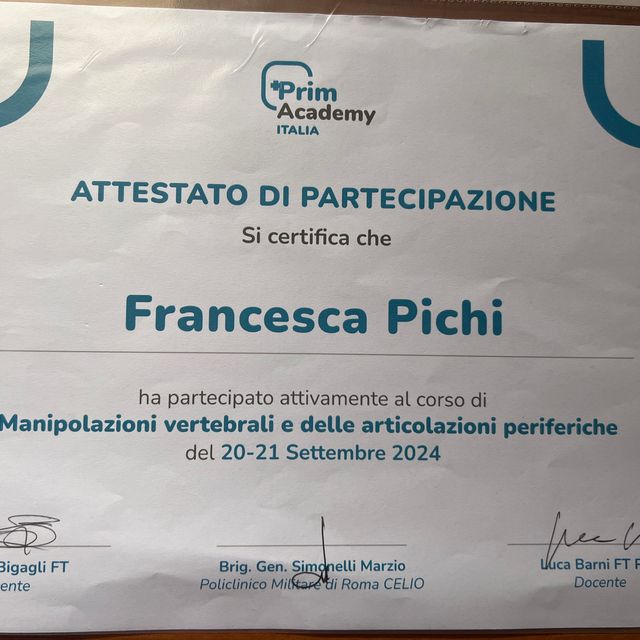 Prim
Academy
ITALIA
ATTESTATO DI PARTECIPAZIONE
Si certifica che
Francesca Pichi
ha partecipato attivamente al corso di
Manipolazioni vertebrali e delle articolazioni periferiche
del 20-21 Settembre 2024
Bigagli FT
Brig. Gen. Simonelli Marzio
Policlinico Militare di Roma CELIO
Luca Barni FT
Docente